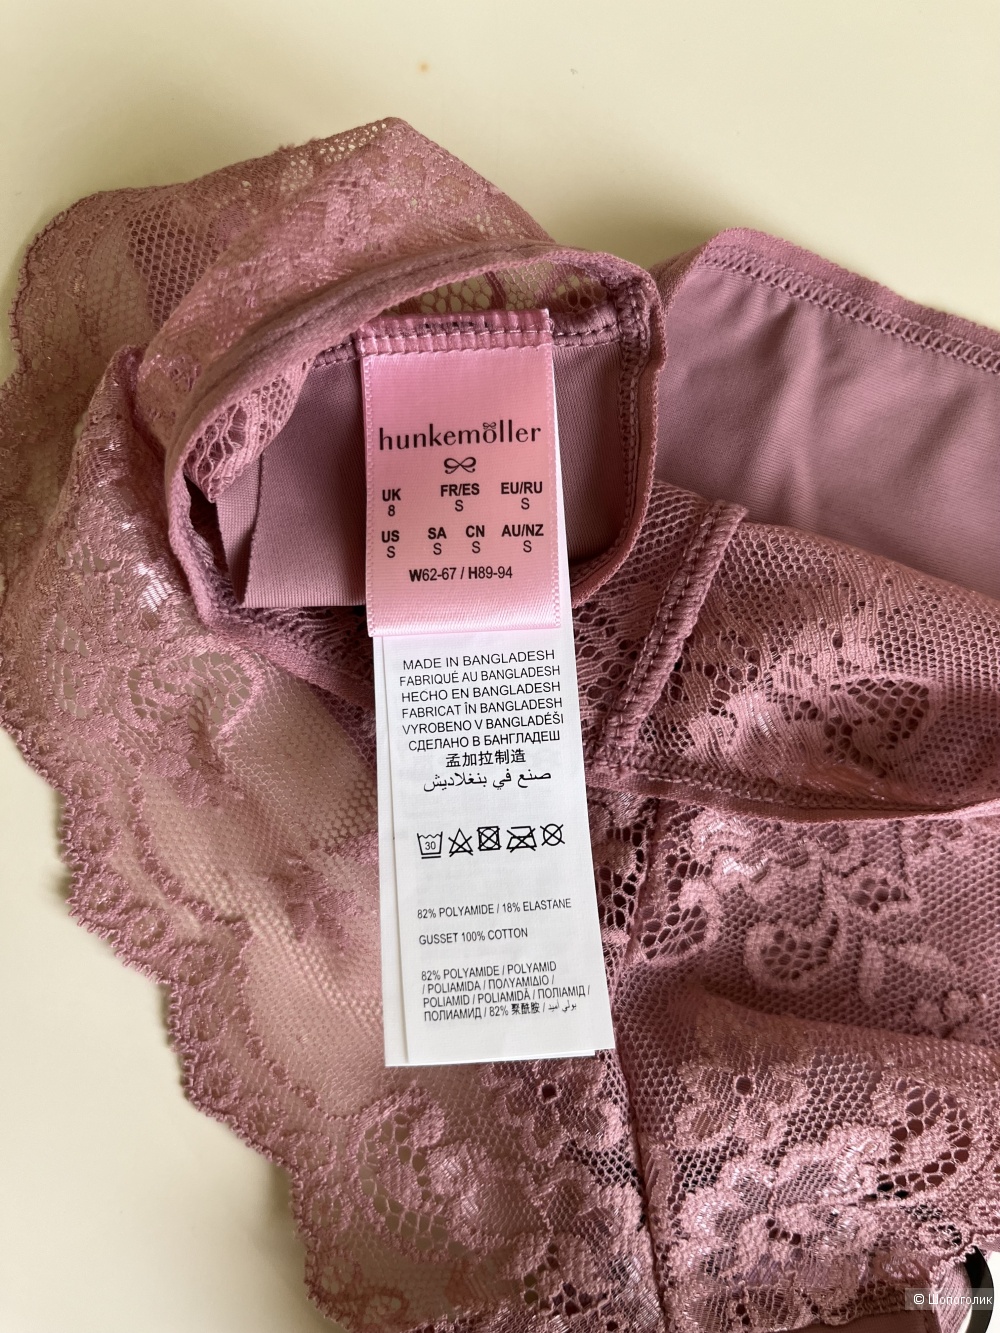 hunkemöller
UK FR/ES EU/RU
8 S S
US SA CN AU/NZ
S S S S
W62-67 / H89-94
MADE IN BANGLADESH
FABRIQUÉ AU BANGLADESH
HECHO EN BANGLADESH
FABRICAT ÎN BANGLADESH
VYROBENO V BANGLADÉŠI
СДЕЛАНО В БАНГЛАДЕШ
孟加拉制造
صنع في بنغلاديش
30
82% POLYAMIDE / 18% ELASTANE
GUSSET 100% COTTON
82% POLYAMIDE / POLYAMID
/ POLIAMIDA / ΠΟΛΥΑΜΙΔΙΟ /
POLIAMID / POLIAMIDĂ / ПОЛІАМІД /
ПОЛИАМИД / 82% 聚酰胺 / بولي أميد
© Шопоголик